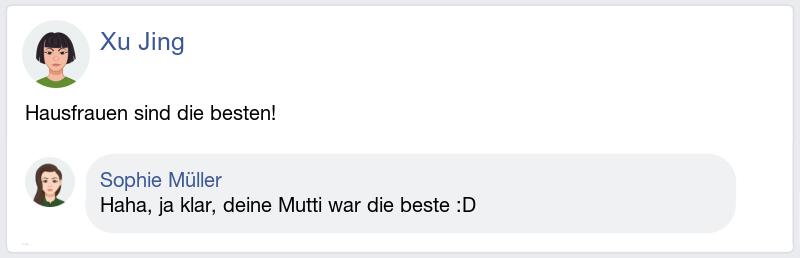 Xu Jing
Hausfrauen sind die besten!
Sophie Müller
Haha, ja klar, deine Mutti war die beste :D